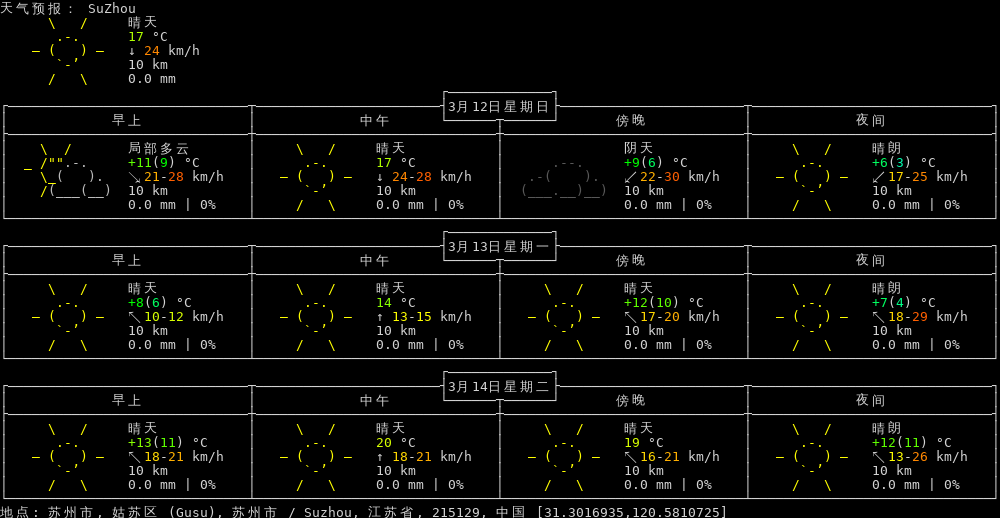 天气预报: SuZhou
晴天
17 °C
↓ 24 km/h
10 km
0.0 mm
3月12日星期日
早上 中午 傍晚 夜间
局部多云 晴天 阴天 晴朗
+11(9) °C 17 °C +9(6) °C +6(3) °C
↘ 21-28 km/h ↓ 24-28 km/h ↙ 22-30 km/h ↙ 17-25 km/h
10 km 10 km 10 km 10 km
0.0 mm | 0% 0.0 mm | 0% 0.0 mm | 0% 0.0 mm | 0%
3月13日星期一
早上 中午 傍晚 夜间
晴天 晴天 晴天 晴朗
+8(6) °C 14 °C +12(10) °C +7(4) °C
↖ 10-12 km/h ↑ 13-15 km/h ↖ 17-20 km/h ↖ 18-29 km/h
10 km 10 km 10 km 10 km
0.0 mm | 0% 0.0 mm | 0% 0.0 mm | 0% 0.0 mm | 0%
3月14日星期二
早上 中午 傍晚 夜间
晴天 晴天 晴天 晴朗
+13(11) °C 20 °C 19 °C +12(11) °C
↖ 18-21 km/h ↑ 18-21 km/h ↖ 16-21 km/h ↖ 13-26 km/h
10 km 10 km 10 km 10 km
0.0 mm | 0% 0.0 mm | 0% 0.0 mm | 0% 0.0 mm | 0%
地点: 苏州市, 姑苏区 (Gusu), 苏州市 / Suzhou, 江苏省, 215129, 中国 [31.3016935,120.5810725]